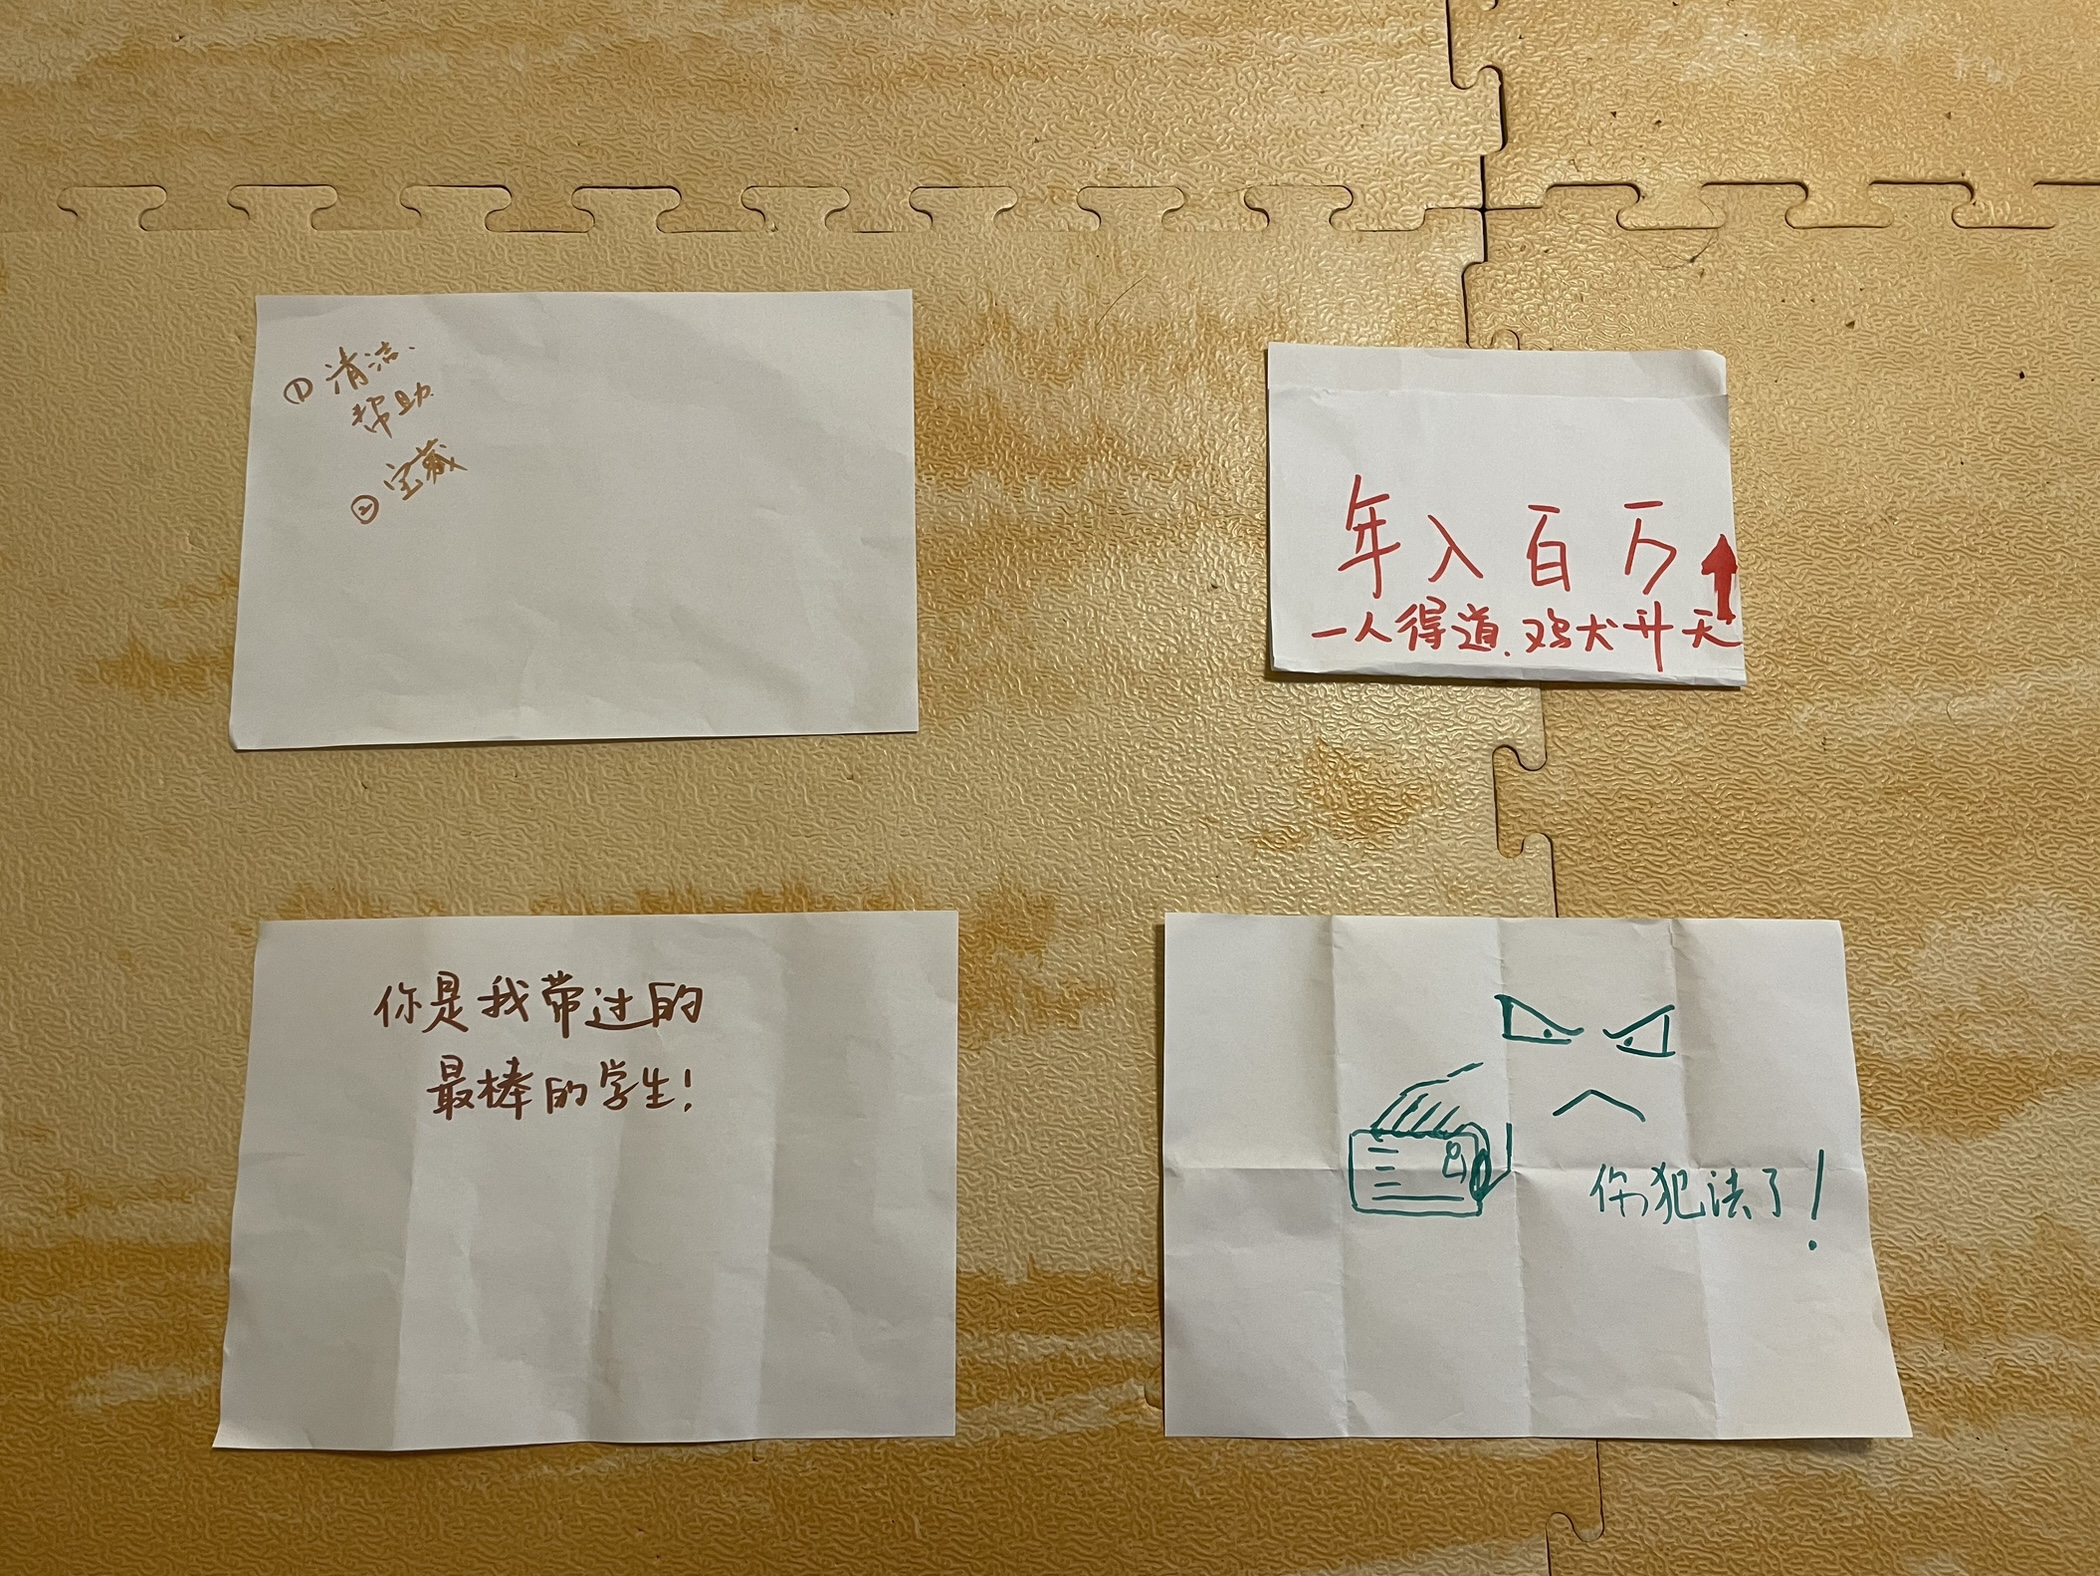 ① 清洁.
帮助
② 宝藏
年入百万
一人得道.鸡犬升天
你是我带过的
最棒的学生!
你犯法了!